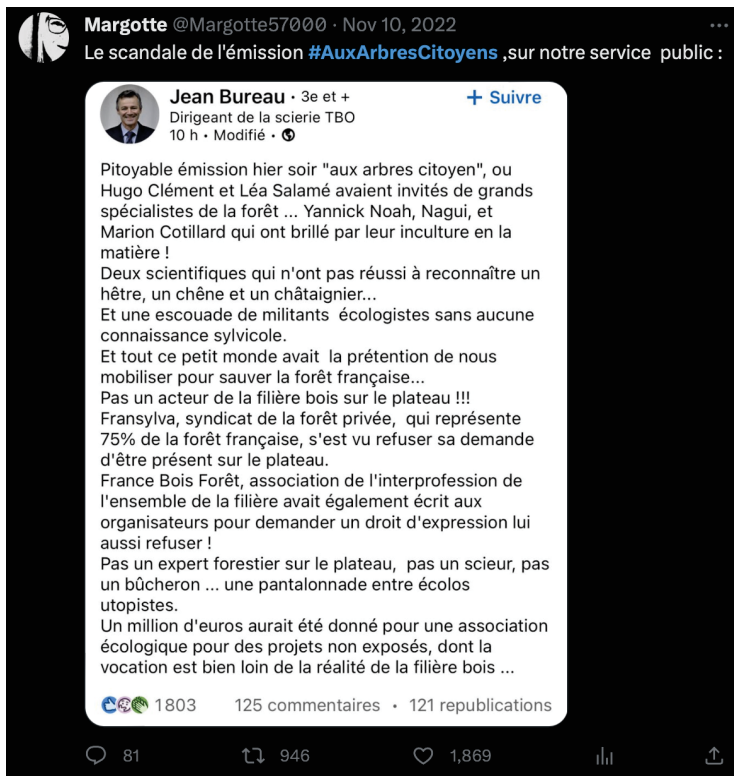 Margotte @Margotte57000 · Nov 10, 2022
Le scandale de l'émission #AuxArbresCitoyens ,sur notre service public :
Jean Bureau · 3e et +
+ Suivre
Dirigeant de la scierie TBO
10 h · Modifié ·
Pitoyable émission hier soir "aux arbres citoyen", ou
Hugo Clément et Léa Salamé avaient invités de grands
spécialistes de la forêt ... Yannick Noah, Nagui, et
Marion Cotillard qui ont brillé par leur inculture en la
matière !
Deux scientifiques qui n'ont pas réussi à reconnaître un
hêtre, un chêne et un châtaignier...
Et une escouade de militants écologistes sans aucune
connaissance sylvicole.
Et tout ce petit monde avait la prétention de nous
mobiliser pour sauver la forêt française...
Pas un acteur de la filière bois sur le plateau !!!
Fransylva, syndicat de la forêt privée, qui représente
75% de la forêt française, s'est vu refuser sa demande
d'être présent sur le plateau.
France Bois Forêt, association de l'interprofession de
l'ensemble de la filière avait également écrit aux
organisateurs pour demander un droit d'expression lui
aussi refuser !
Pas un expert forestier sur le plateau, pas un scieur, pas
un bûcheron ... une pantalonnade entre écolos
utopistes.
Un million d'euros aurait été donné pour une association
écologique pour des projets non exposés, dont la
vocation est bien loin de la réalité de la filière bois ...
1 803 125 commentaires · 121 republications
81 946 1,869